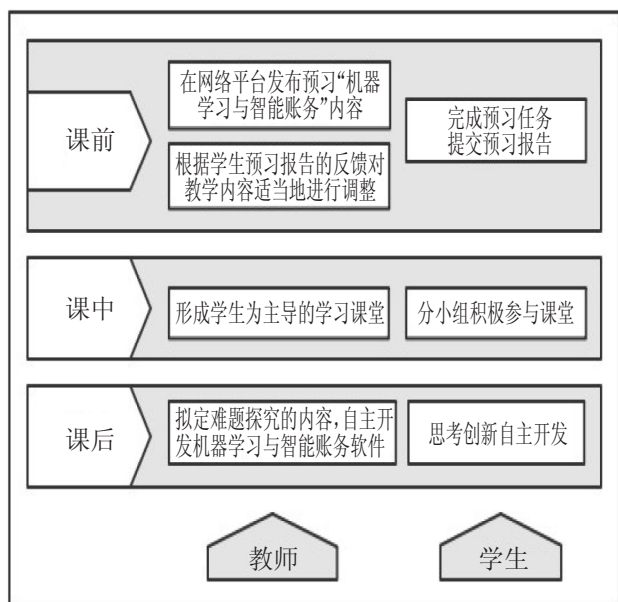 课前
在网络平台发布预习“机器
学习与智能账务”内容
根据学生预习报告的反馈对
教学内容适当地进行调整
完成预习任务
提交预习报告
课中
形成学生为主导的学习课堂
分小组积极参与课堂
课后
拟定难题探究的内容,自主开
发机器学习与智能账务软件
思考创新自主开发
教师
学生